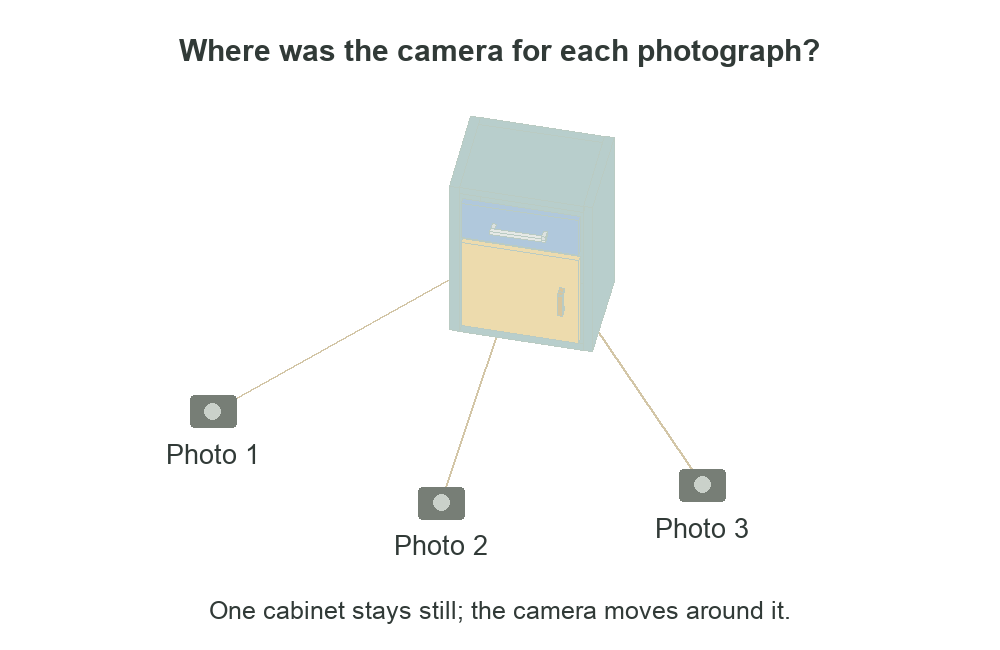 Where was the camera for each photograph?
Photo 1
Photo 2
Photo 3
One cabinet stays still; the camera moves around it.